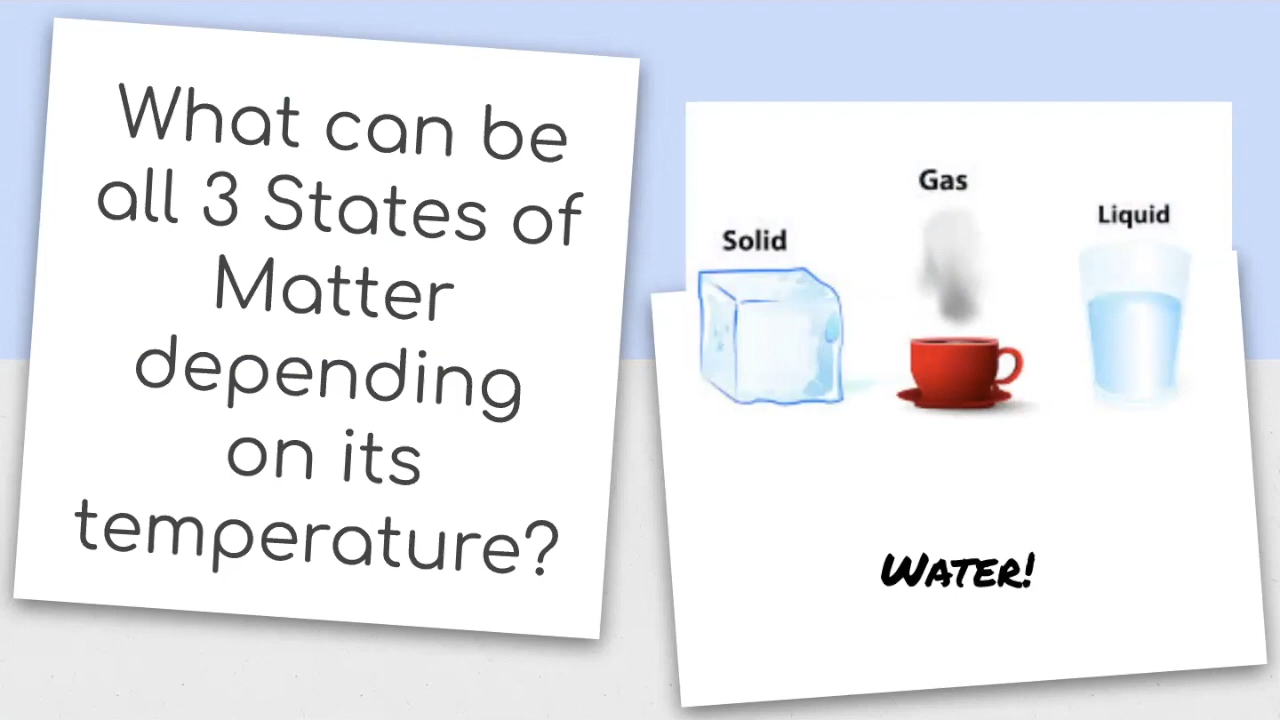 What can be
all 3 States of
Matter
depending
on its
temperature?
Gas
Solid
Liquid
WATER!